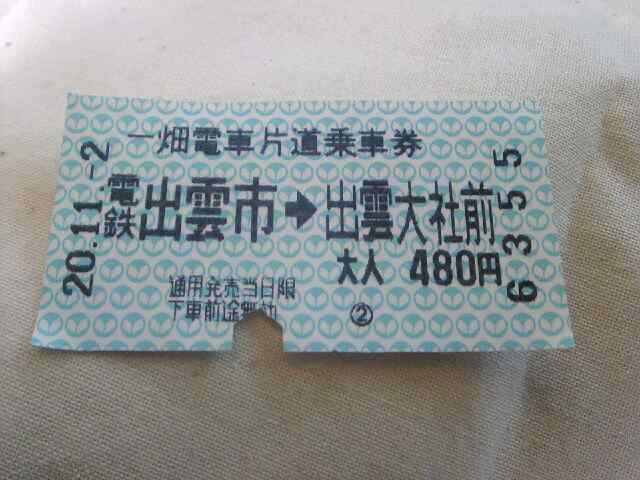 一畑電車片道乗車券
電鉄出雲市➡出雲大社前
大人 480円
通用発売当日限
下車前途無効
②
20.11.-2
6355